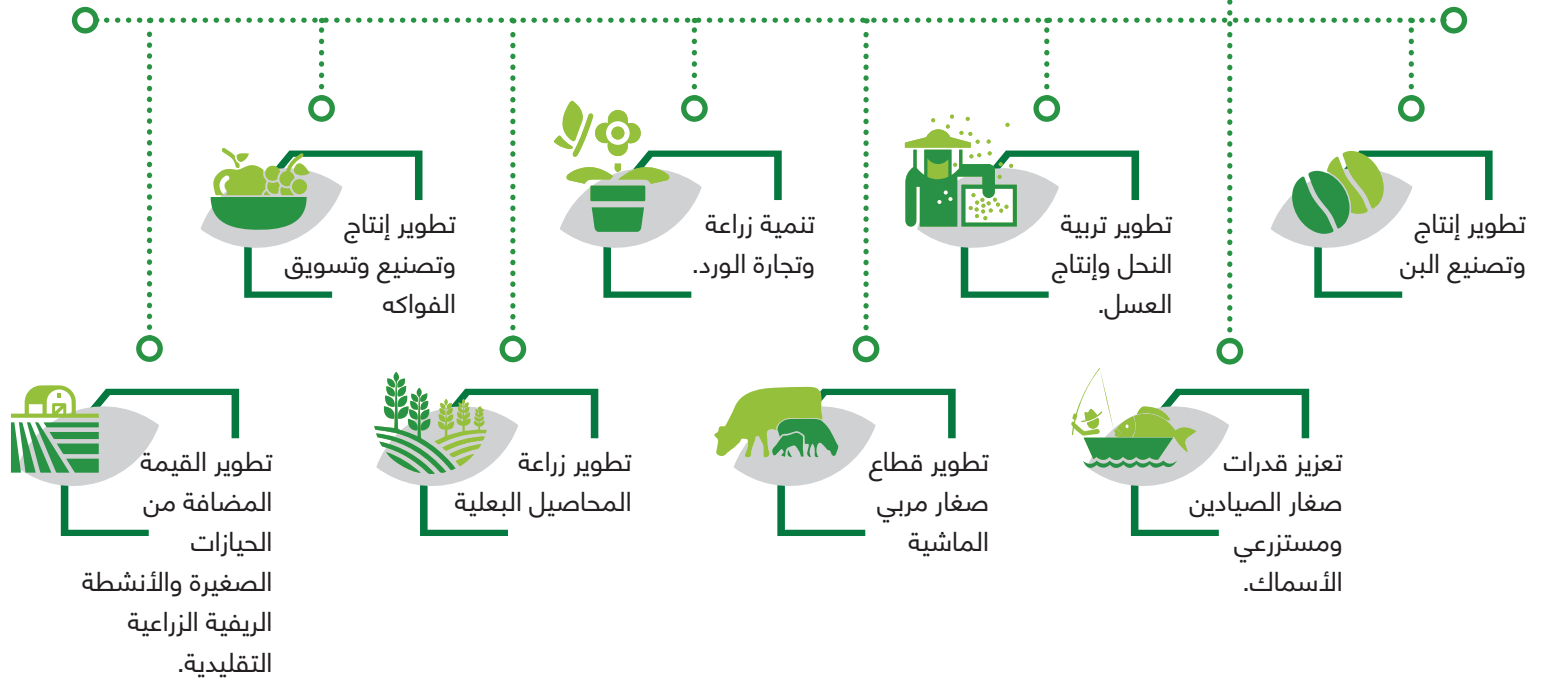 تطوير إنتاج
وتصنيع البن
تطوير تربية
النحل وإنتاج
العسل.
تنمية زراعة
وتجارة الورد.
تطوير إنتاج
وتصنيع وتسويق
الفواكه
تعزيز قدرات
صغار الصيادين
ومستزرعي
الأسماك.
تطوير قطاع
صغار مربي
الماشية
تطوير زراعة
المحاصيل البعلية
تطوير القيمة
المضافة من
الحيازات
الصغيرة والأنشطة
الريفية الزراعية
التقليدية.